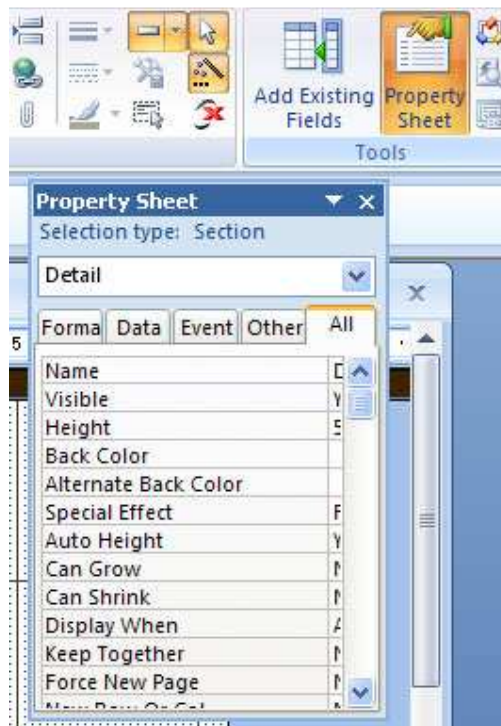 Add Existing Fields
Property Sheet
Tools
Property Sheet
Selection type: Section
Detail
Forma Data Event Other All
5
Name
Visible Y
Height 5
Back Color
Alternate Back Color
Special Effect F
Auto Height Y
Can Grow
Can Shrink
Display When
Keep Together
Force New Page